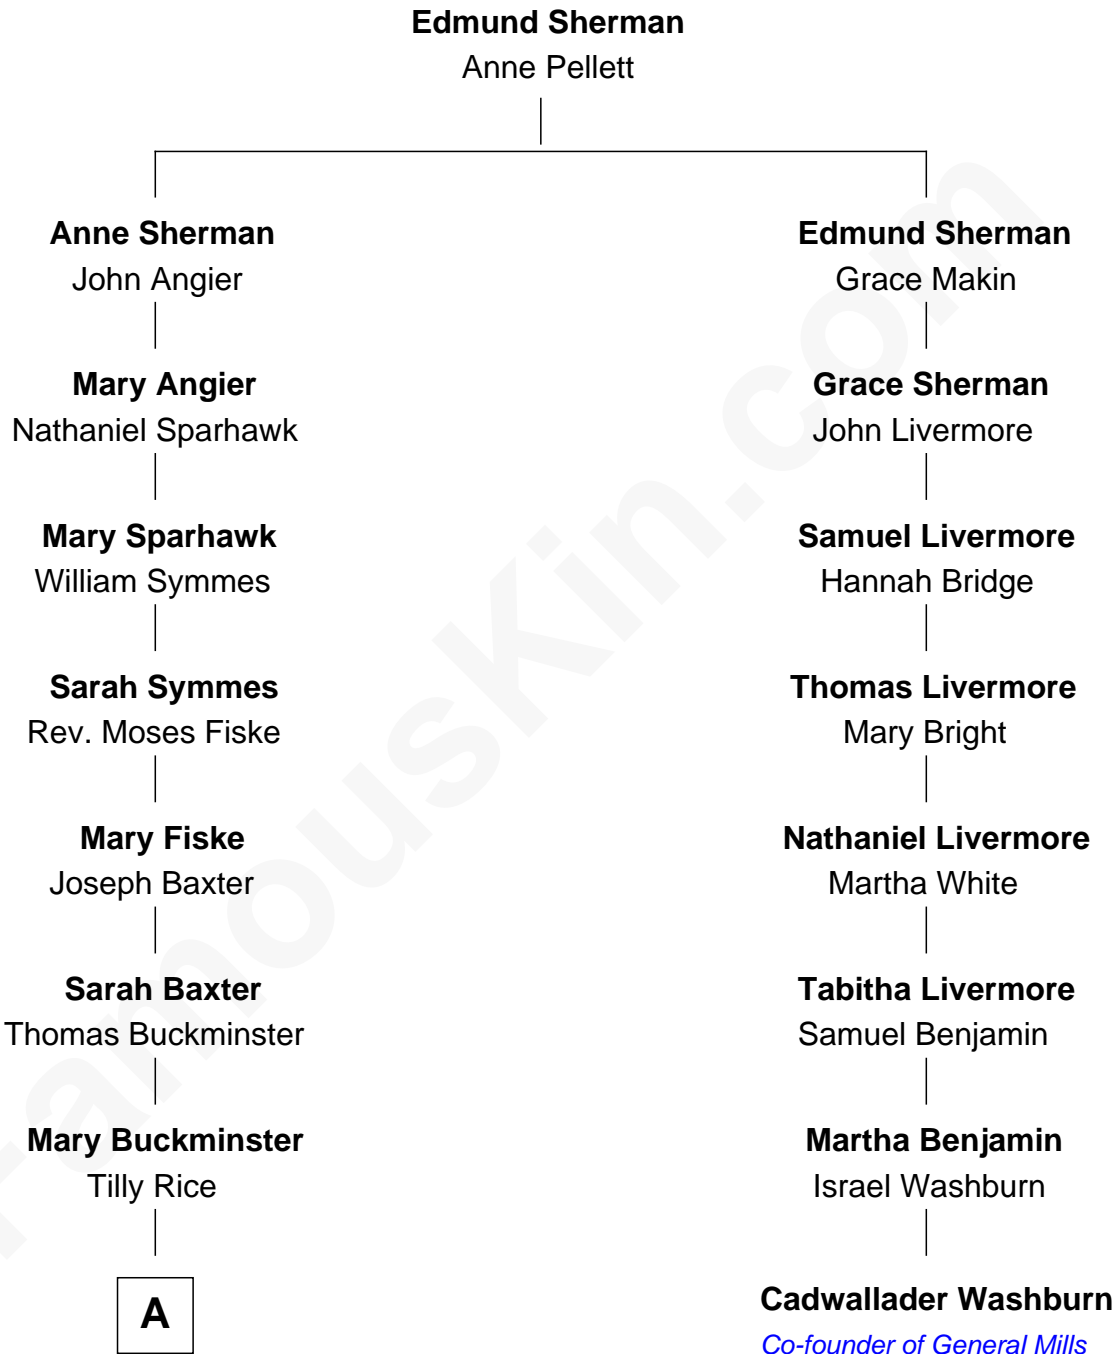 Edmund Sherman
Anne Pellett
Anne Sherman
John Angier
Edmund Sherman
Grace Makin
Mary Angier
Nathaniel Sparhawk
Grace Sherman
John Livermore
Mary Sparhawk
William Symmes
Samuel Livermore
Hannah Bridge
Sarah Symmes
Rev. Moses Fiske
Thomas Livermore
Mary Bright
Mary Fiske
Joseph Baxter
Nathaniel Livermore
Martha White
Sarah Baxter
Thomas Buckminster
Tabitha Livermore
Samuel Benjamin
Mary Buckminster
Tilly Rice
Martha Benjamin
Israel Washburn
A
Cadwallader Washburn
Co-founder of General Mills
FamousKin.com